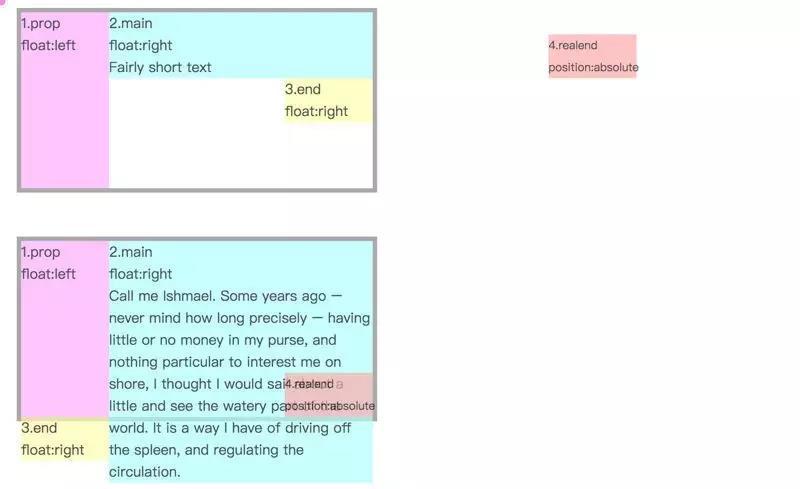 1.prop
float:left
2.main
float:right
Fairly short text
3.end
float:right
4.realend
position:absolute
1.prop
float:left
2.main
float:right
Call me Ishmael. Some years ago —
never mind how long precisely — having
little or no money in my purse, and
nothing particular to interest me on
shore, I thought I would sail a
little and see the watery part
4.realend
position:absolute
world. It is a way I have of driving off
the spleen, and regulating the
circulation.
3.end
float:right